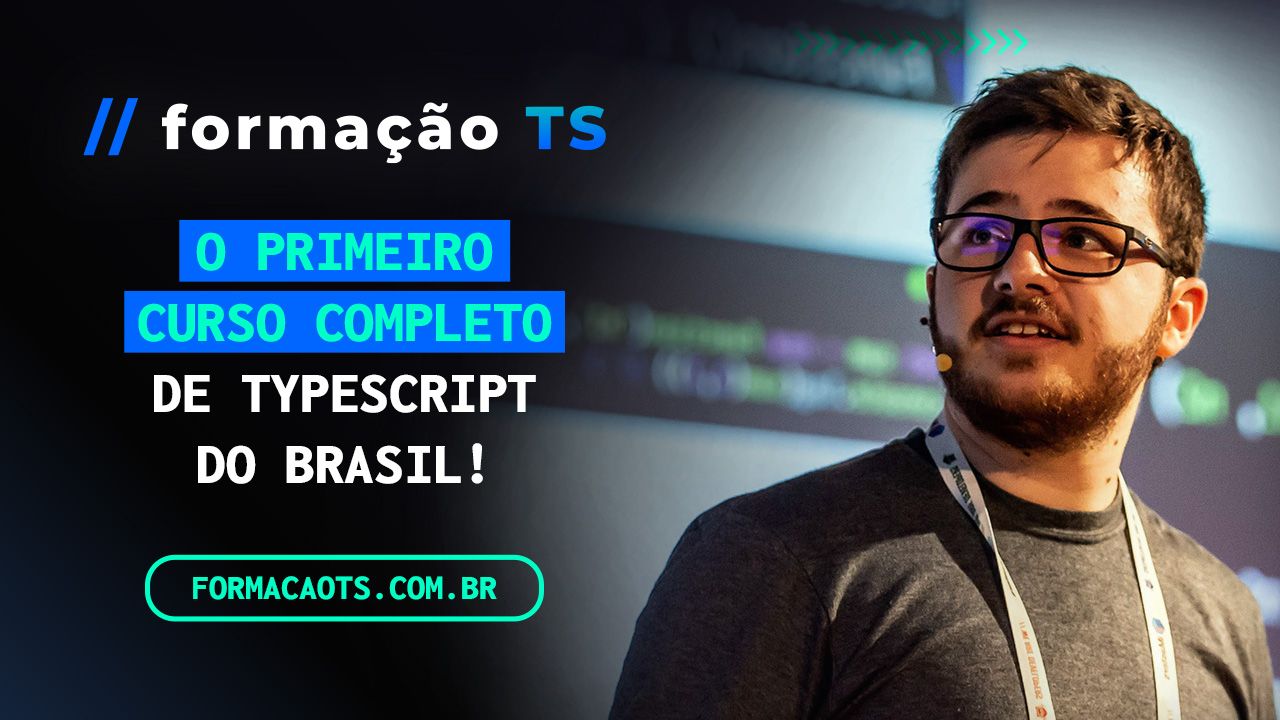 // formação TS
O PRIMEIRO
CURSO COMPLETO
DE TYPESCRIPT
DO BRASIL!
FORMACAOTS.COM.BR